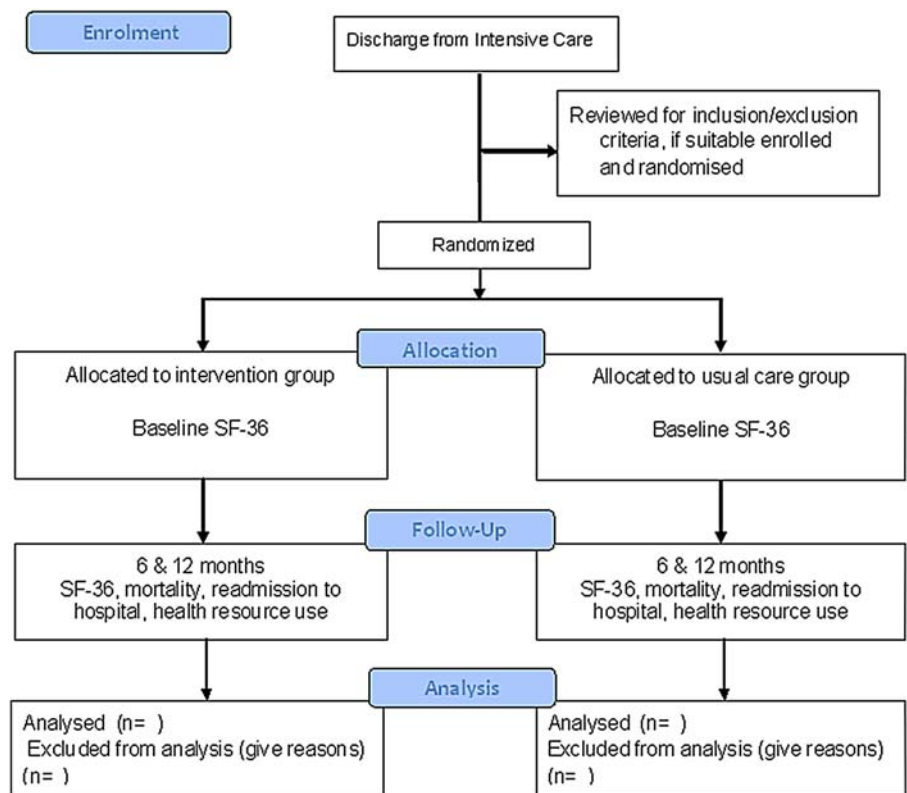 Enrolment
Discharge from Intensive Care
Reviewed for inclusion/exclusion
criteria, if suitable enrolled
and randomised
Randomized
Allocation
Allocated to intervention group
Baseline SF-36
Allocated to usual care group
Baseline SF-36
Follow-Up
6 & 12 months
SF-36, mortality, readmission to
hospital, health resource use
6 & 12 months
SF-36, mortality, readmission to
hospital, health resource use
Analysis
Analysed (n= )
Excluded from analysis (give reasons)
(n= )
Analysed (n= )
Excluded from analysis (give reasons)
(n= )